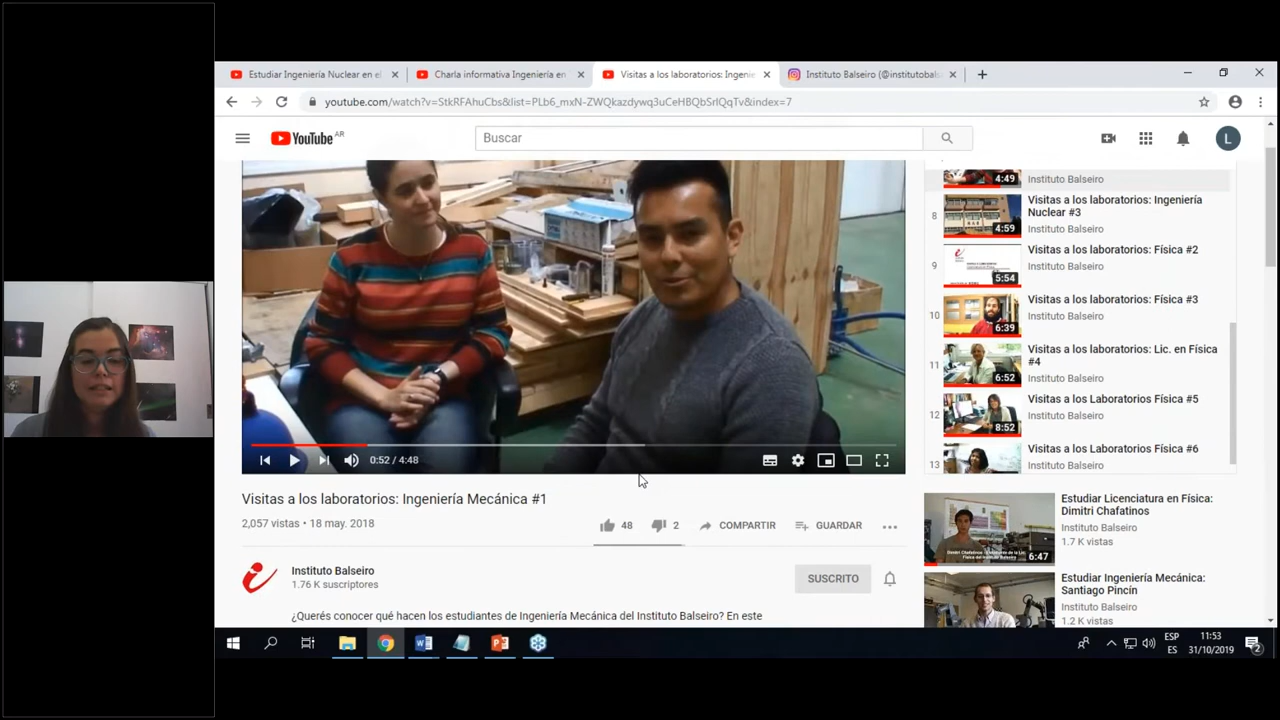 Estudiar Ingeniería Nuclear en el
Charla informativa Ingeniería en
Visitas a los laboratorios: Ingenie
Instituto Balseiro (@institutobals
youtube.com/watch?v=StkRFAhuCbs&list=PLb6_mxN-ZWQkazdywq3uCeHBQbSrlQqTv&index=7
YouTube AR
Buscar
L
4:49
Instituto Balseiro
8
4:59
Visitas a los laboratorios: Ingeniería
Nuclear #3
Instituto Balseiro
9
5:54
Visitas a los laboratorios: Física #2
Instituto Balseiro
10
6:39
Visitas a los laboratorios: Física #3
Instituto Balseiro
11
6:52
Visitas a los laboratorios: Lic. en Física
#4
Instituto Balseiro
12
8:52
Visitas a los laboratorios: Física #5
Instituto Balseiro
13
Visitas a los Laboratorios Física #6
Instituto Balseiro
0:52 / 4:48
Visitas a los laboratorios: Ingeniería Mecánica #1
2,057 vistas • 18 may. 2018
48
2
COMPARTIR
GUARDAR
Instituto Balseiro
1.76 K suscriptores
SUSCRITO
¿Querés conocer qué hacen los estudiantes de Ingeniería Mecánica del Instituto Balseiro? En este
Estudiar Licenciatura en Física:
Dimitri Chafatinos
Instituto Balseiro
1.7 K vistas
6:47
Estudiar Ingeniería Mecánica:
Santiago Pincín
Instituto Balseiro
1.2 K vistas
ESP
ES
11:53
31/10/2019
2